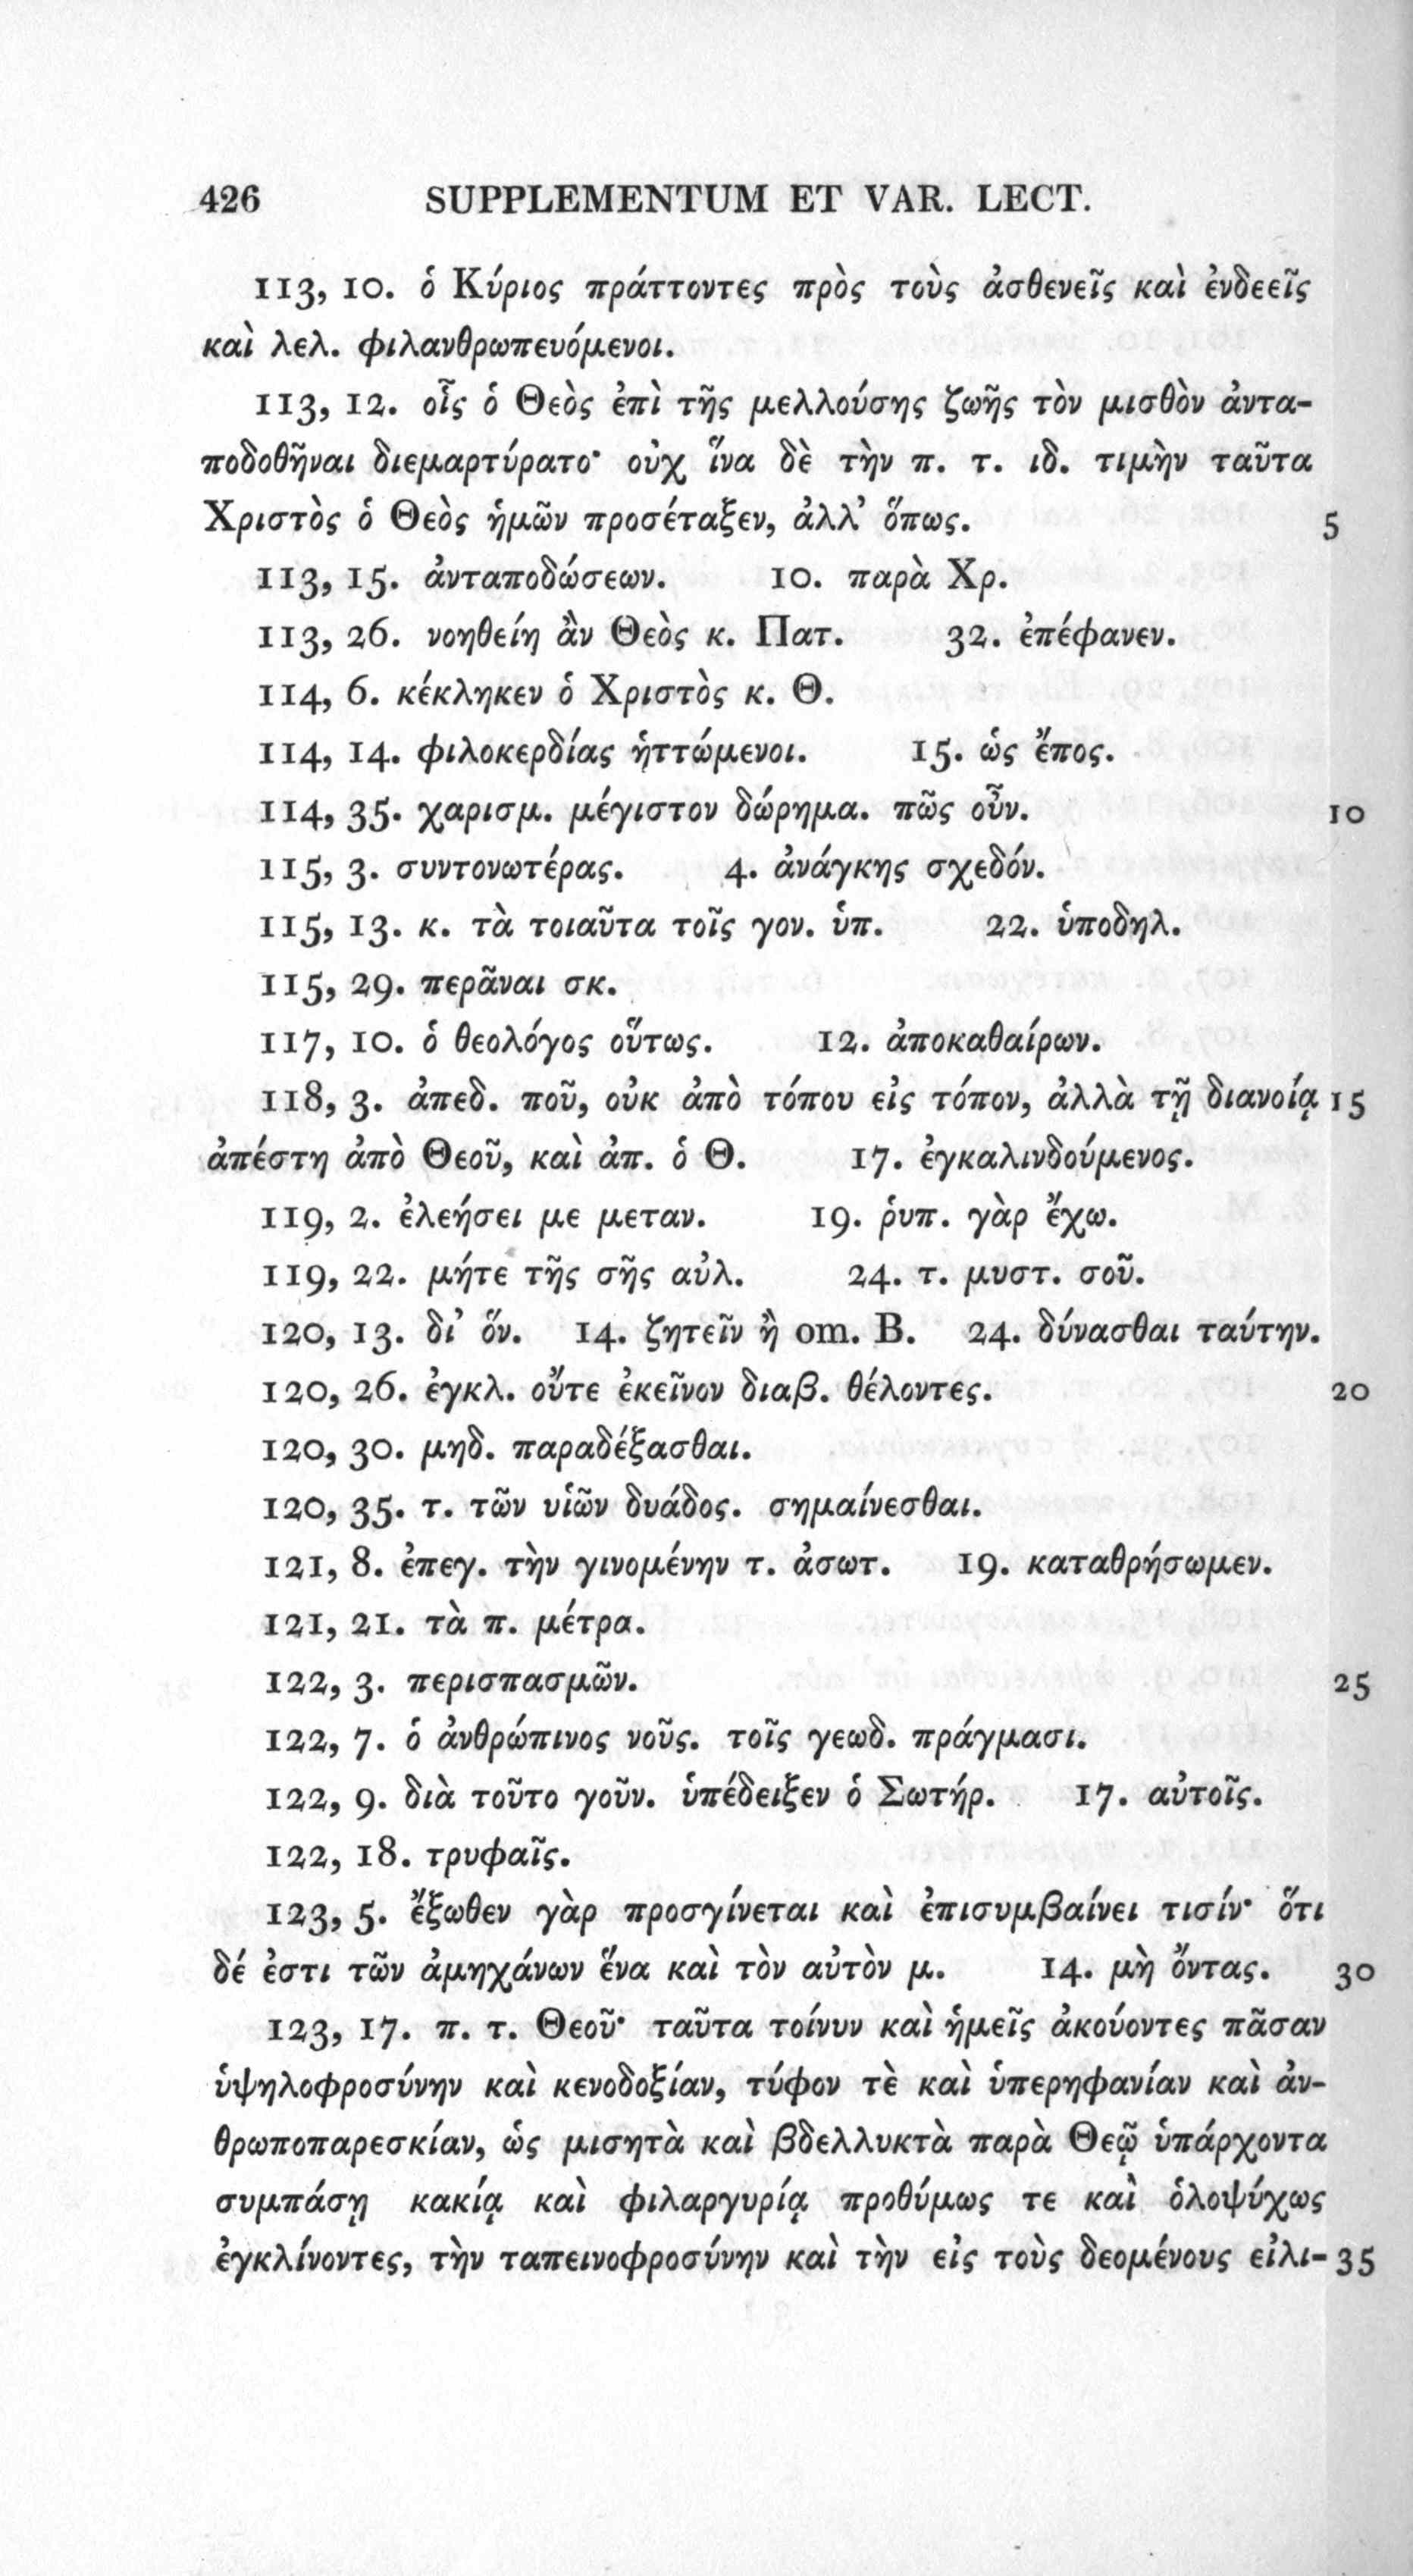 426 SUPPLEMENTUM ET VAR. LECT.
113, 10. ὁ Κύριος πράττοντες πρὸς τοὺς ἀσθενεῖς καὶ ἐνδεεῖς
καὶ λελ. φιλανθρωπευόμενοι.
113, 12. οἷς ὁ Θεὸς ἐπὶ τῆς μελλούσης ζωῆς τὸν μισθὸν ἀντα-
ποδοθῆναι διεμαρτύρατο· οὐχ ἵνα δὲ τὴν π. τ. ιδ. τιμὴν ταῦτα
Χριστὸς ὁ Θεὸς ἡμῶν προσέταξεν, ἀλλ’ ὅπως. 5
113, 15. ἀνταποδώσεων. 10. παρὰ Χρ.
113, 26. νοηθείη ἂν Θεὸς κ. Πατ. 32. ἐπέφανεν.
114, 6. κέκληκεν ὁ Χριστὸς κ. Θ.
114, 14. φιλοκερδίας ἡττώμενοι. 15. ὡς ἔπος.
114, 35. χαρισμ. μέγιστον δώρημα. πῶς οὖν. 10
115, 3. συντονωτέρας. 4. ἀνάγκης σχεδόν.
115, 13. κ. τὰ τοιαῦτα τοῖς γον. ὑπ. 22. ὑποδηλ.
115, 29. περᾶναι σκ.
117, 10. ὁ θεολόγος οὕτως. 12. ἀποκαθαίρων.
118, 3. ἀπεδ. ποῦ, οὐκ ἀπὸ τόπου εἰς τόπον, ἀλλὰ τῇ διανοίᾳ 15
ἀπέστη ἀπὸ Θεοῦ, καὶ ἀπ. ὁ Θ. 17. ἐγκαλινδούμενος.
119, 2. ἐλεήσει με μεταν. 19. ῥυπ. γὰρ ἔχω.
119, 22. μήτε τῆς σῆς αὐλ. 24. τ. μυστ. σοῦ.
120, 13. δι’ ὅν. 14. ζητεῖν ἢ om. B. 24. δύνασθαι ταύτην.
120, 26. ἐγκλ. οὔτε ἐκεῖνον διαβ. θέλοντες. 20
120, 30. μηδ. παραδέξασθαι.
120, 35. τ. τῶν υἱῶν δυάδος. σημαίνεσθαι.
121, 8. ἐπεγ. τὴν γινομένην τ. ἀσωτ. 19. καταθρήσωμεν.
121, 21. τὰ π. μέτρα.
122, 3. περισπασμῶν. 25
122, 7. ὁ ἀνθρώπινος νοῦς. τοῖς γεωδ. πράγμασι.
122, 9. διὰ τοῦτο γοῦν. ὑπέδειξεν ὁ Σωτήρ. 17. αὐτοῖς.
122, 18. τρυφαῖς.
123, 5. ἔξωθεν γὰρ προσγίνεται καὶ ἐπισυμβαίνει τισίν· ὅτι
δέ ἐστι τῶν ἀμηχάνων ἕνα καὶ τὸν αὐτὸν μ. 14. μὴ ὄντας. 30
123, 17. π. τ. Θεοῦ· ταῦτα τοίνυν καὶ ἡμεῖς ἀκούοντες πᾶσαν
ὑψηλοφροσύνην καὶ κενοδοξίαν, τύφον τὲ καὶ ὑπερηφανίαν καὶ ἀν-
θρωποπαρεσκίαν, ὡς μισητὰ καὶ βδελλυκτὰ παρὰ Θεῷ ὑπάρχοντα
συμπάσῃ κακίᾳ καὶ φιλαργυρίᾳ προθύμως τε καὶ ὁλοψύχως
ἐγκλίνοντες, τὴν ταπεινοφροσύνην καὶ τὴν εἰς τοὺς δεομένους εἰλι- 35